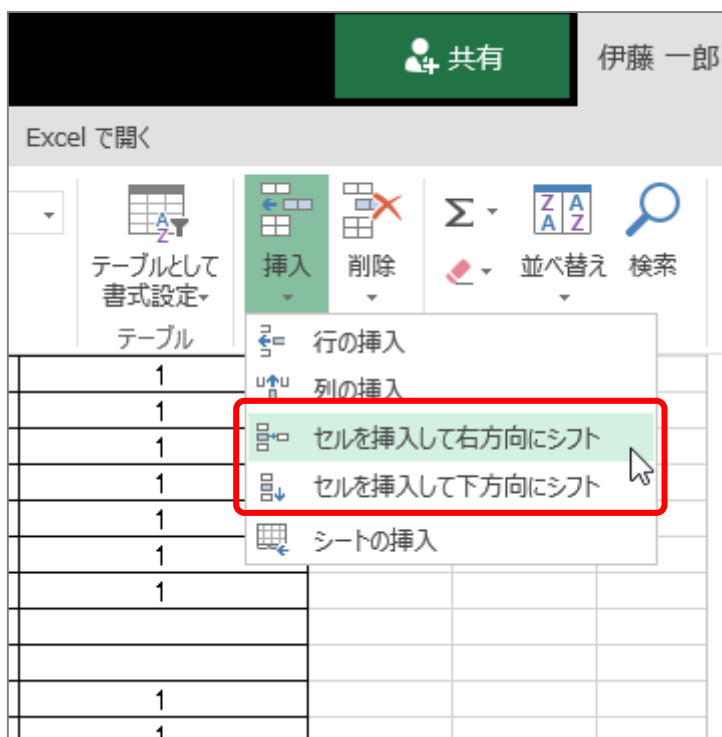 共有
伊藤 一郎
Excel で開く
テーブルとして
書式設定
テーブル
挿入
削除
Σ
並べ替え
検索
行の挿入
列の挿入
セルを挿入して右方向にシフト
セルを挿入して下方向にシフト
シートの挿入
1
1
1
1
1
1
1
1
1